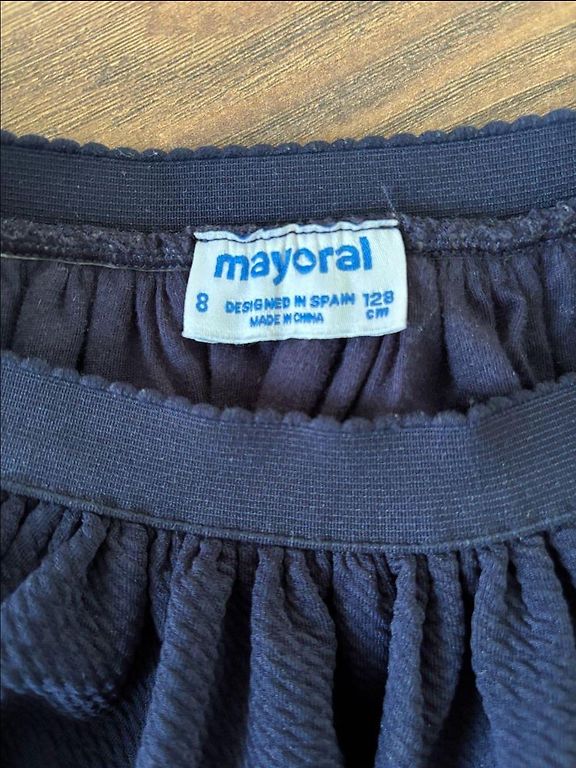 mayoral
8 DESIGNED IN SPAIN 128
MADE IN CHINA cm